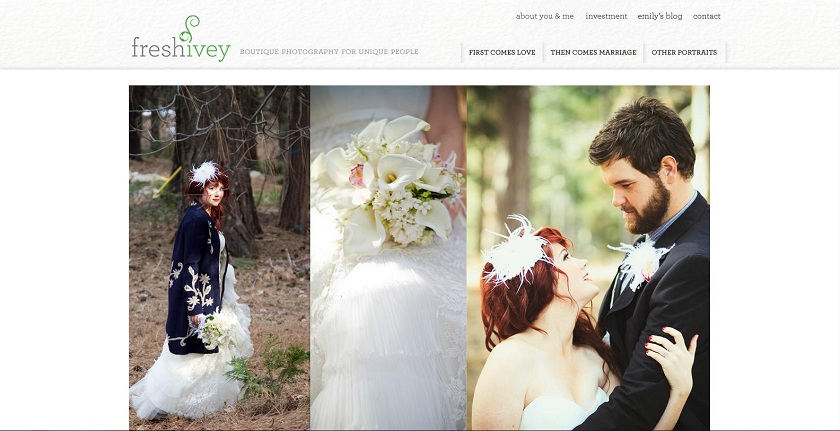 about you & me investment emily's blog contact
freshivey BOUTIQUE PHOTOGRAPHY FOR UNIQUE PEOPLE
FIRST COMES LOVE THEN COMES MARRIAGE OTHER PORTRAITS